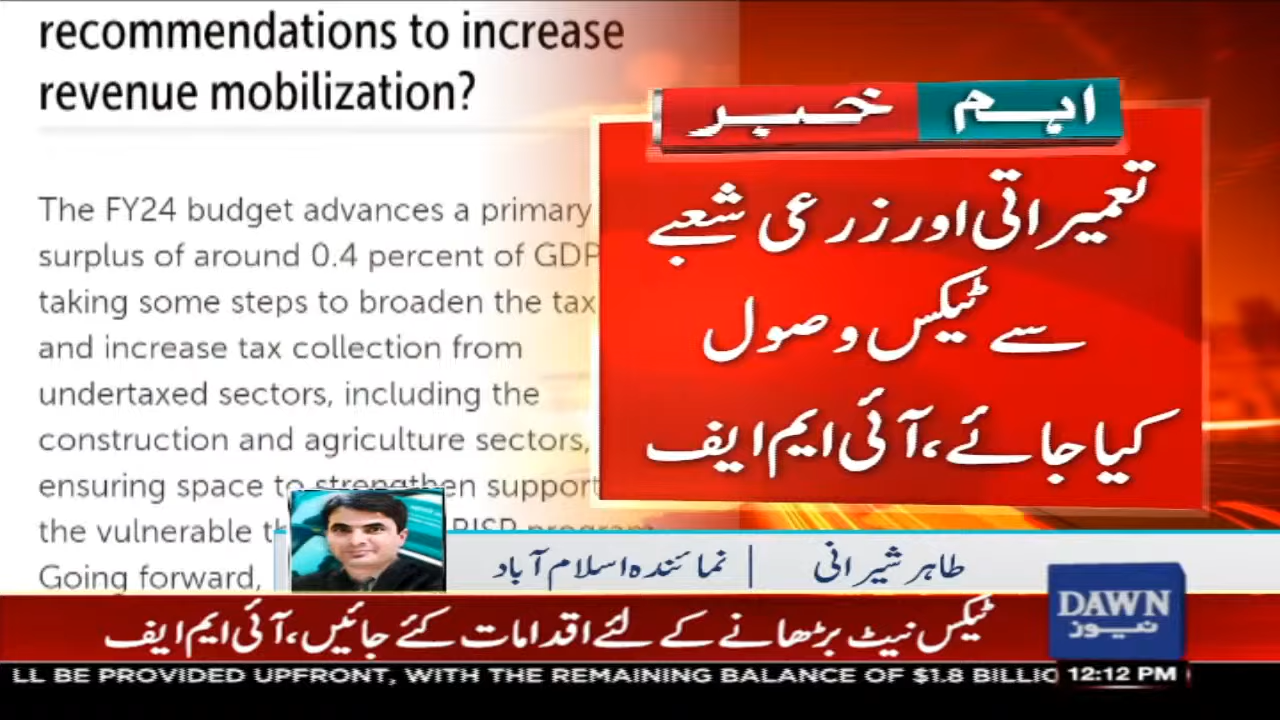 recommendations to increase
revenue mobilization?
The FY24 budget advances a primary
surplus of around 0.4 percent of GDP
taking some steps to broaden the tax
and increase tax collection from
undertaxed sectors, including the
construction and agriculture sectors,
ensuring space to strengthen support
the vulnerable BISP program
Going forward,
اہم خبر
تعمیراتی اور زرعی شعبے
سے ٹیکس وصول
کیا جائے، آئی ایم ایف
طاہر شیرانی | نمائندہ اسلام آباد
ٹیکس نیٹ بڑھانے کے لئے اقدامات کئے جائیں، آئی ایم ایف
DAWN
نیوز
LL BE PROVIDED UPFRONT, WITH THE REMAINING BALANCE OF $1.8 BILLIO
12:12 PM